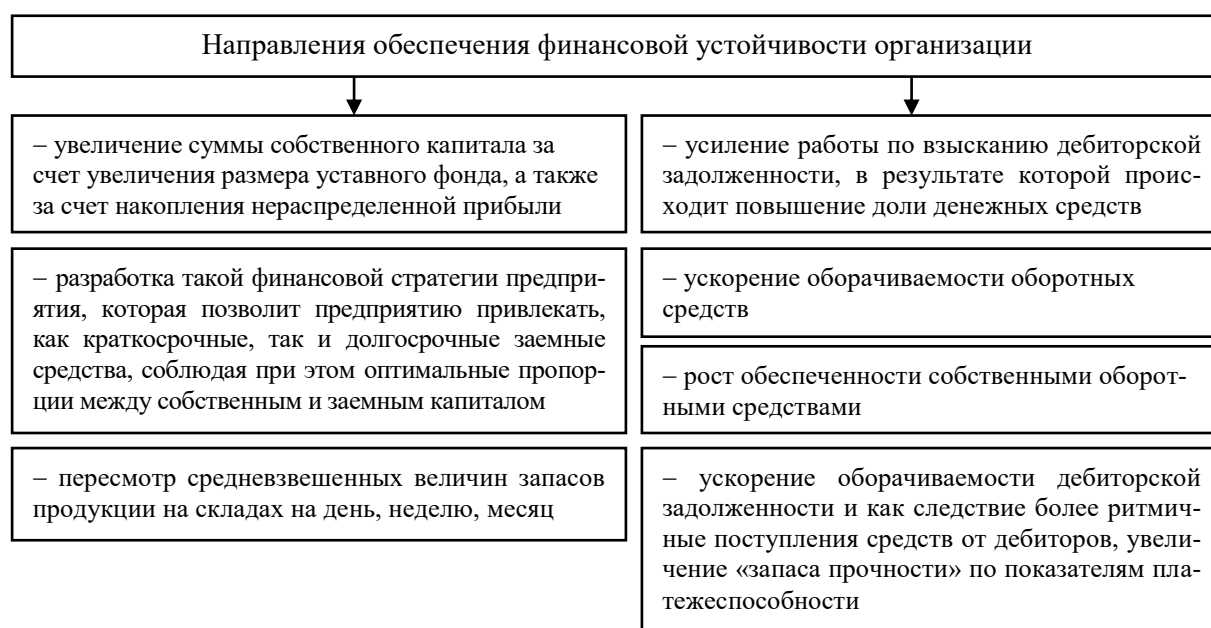 Направления обеспечения финансовой устойчивости организации
– увеличение суммы собственного капитала за
счет увеличения размера уставного фонда, а также
за счет накопления нераспределенной прибыли
– разработка такой финансовой стратегии предприя-
тия, которая позволит предприятию привлекать,
как краткосрочные, так и долгосрочные заемные
средства, соблюдая при этом оптимальные пропор-
ции между собственным и заемным капиталом
– пересмотр средневзвешенных величин запасов
продукции на складах на день, неделю, месяц
– усиление работы по взысканию дебиторской
задолженности, в результате которой проис-
ходит повышение доли денежных средств
– ускорение оборачиваемости оборотных
средств
– рост обеспеченности собственными оборот-
ными средствами
– ускорение оборачиваемости дебиторской
задолженности и как следствие более ритмич-
ные поступления средств от дебиторов, увели-
чение «запаса прочности» по показателям пла-
тежеспособности